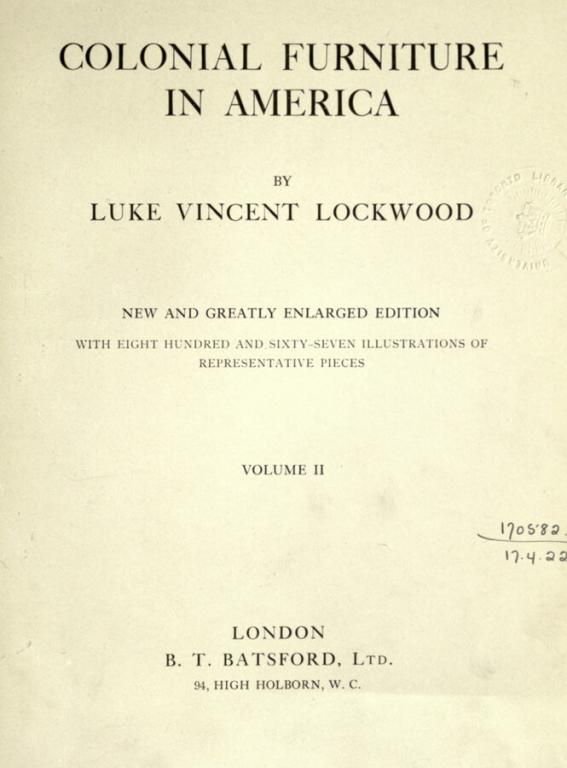 COLONIAL FURNITURE
IN AMERICA
BY
LUKE VINCENT LOCKWOOD
NEW AND GREATLY ENLARGED EDITION
WITH EIGHT HUNDRED AND SIXTY-SEVEN ILLUSTRATIONS OF
REPRESENTATIVE PIECES
VOLUME II
170582
17.4.22
LONDON
B. T. BATSFORD, LTD.
94, HIGH HOLBORN, W. C.